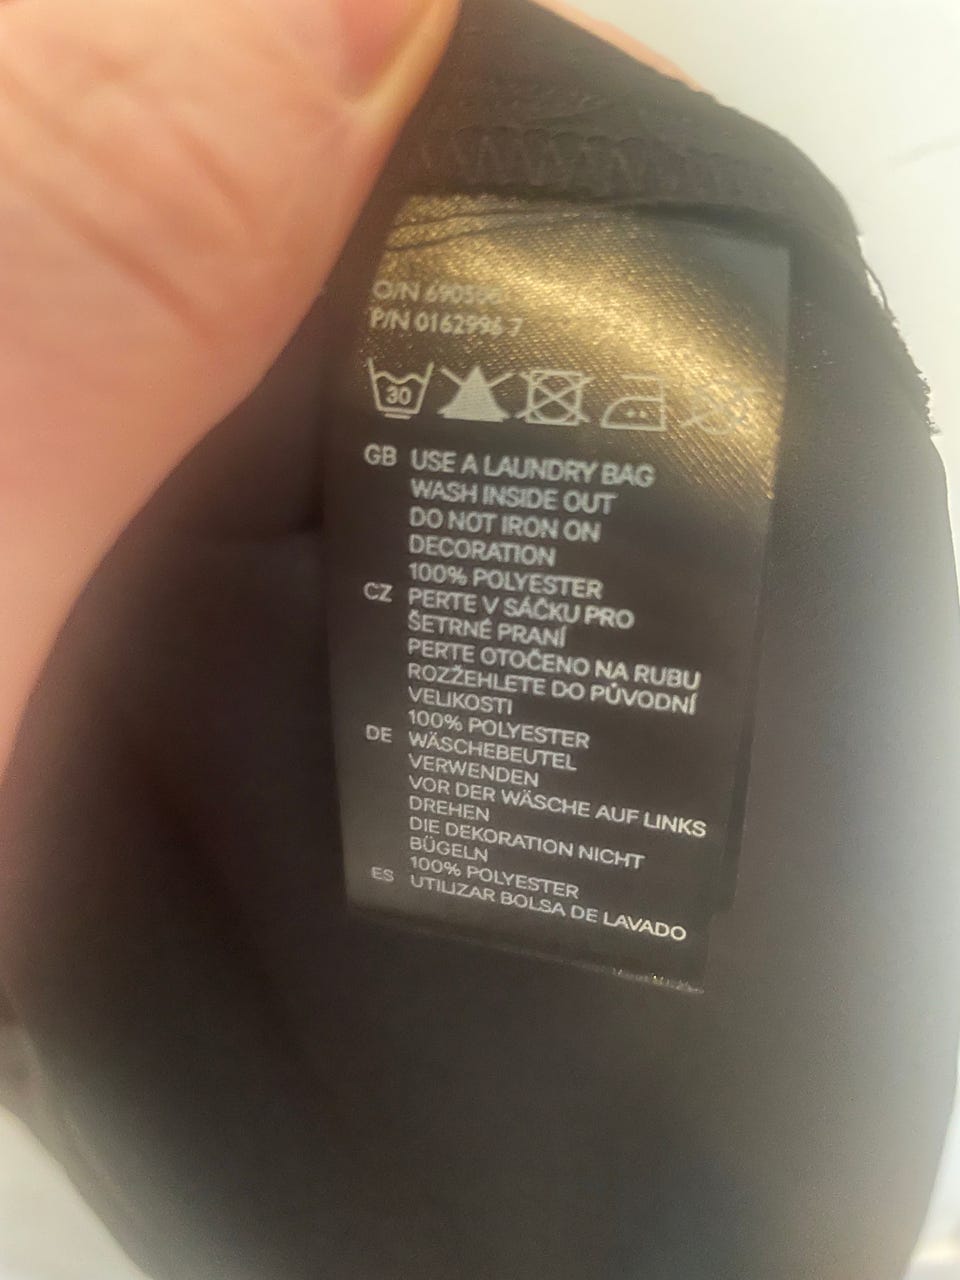 O/N
P/N 0162996 7
30
GB USE A LAUNDRY BAG
WASH INSIDE OUT
DO NOT IRON ON
DECORATION
100% POLYESTER
CZ PERTE V SÁČKU PRO
ŠETRNÉ PRANÍ
PERTE OTOČENO NA RUBU
ROZŽEHLETE DO PŮVODNÍ
VELIKOSTI
100% POLYESTER
DE WÄSCHEBEUTEL
VERWENDEN
VOR DER WÄSCHE AUF LINKS
DREHEN
DIE DEKORATION NICHT
BÜGELN
100% POLYESTER
ES UTILIZAR BOLSA DE LAVADO